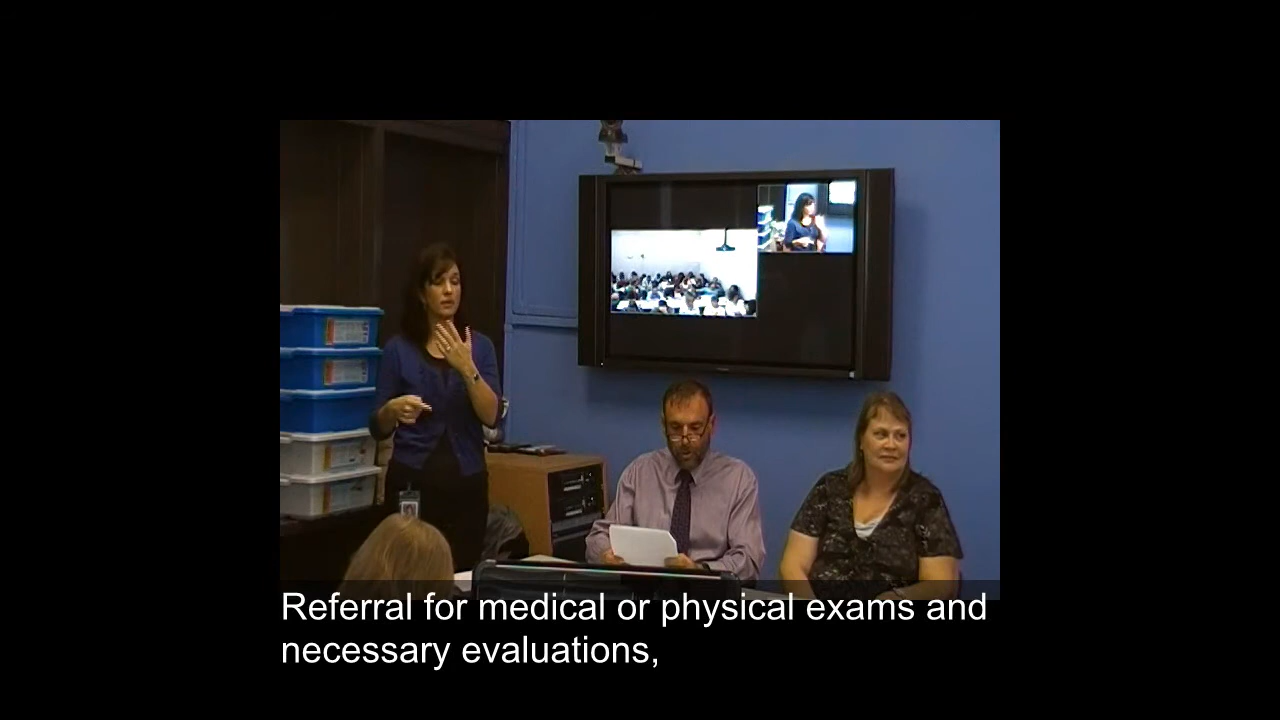 Referral for medical or physical exams and
necessary evaluations,